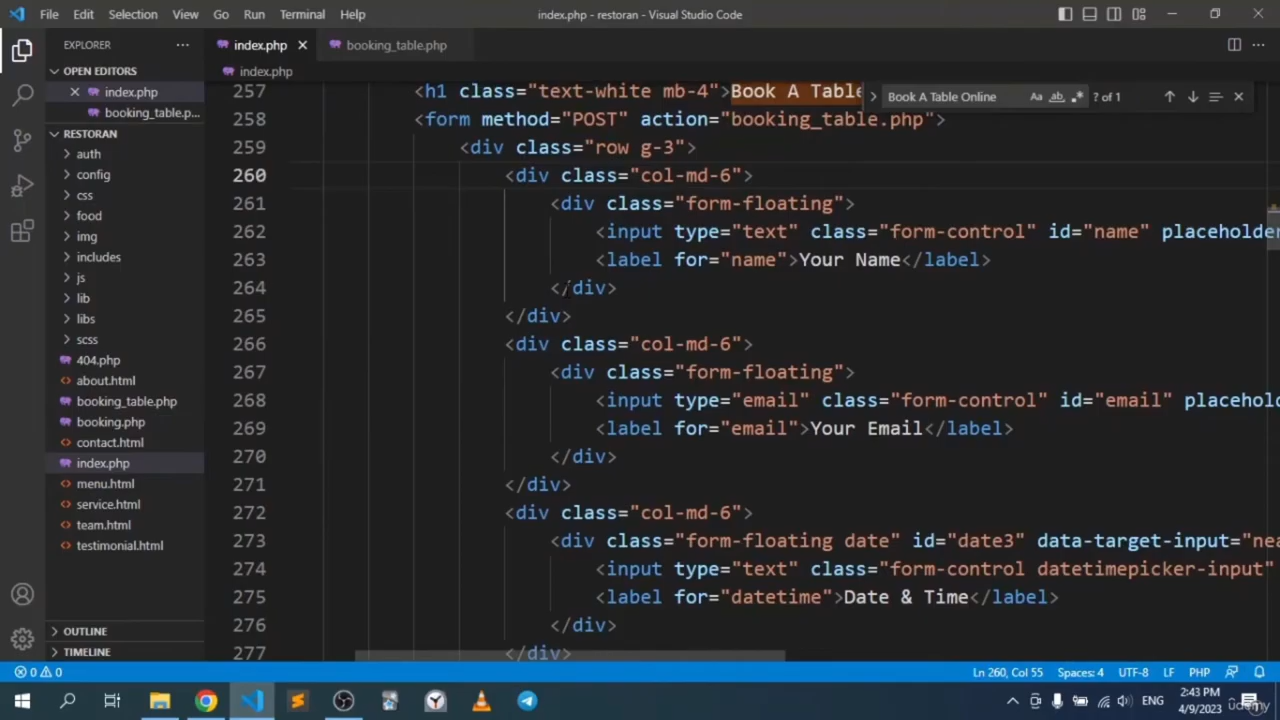 File Edit Selection View Go Run Terminal Help index.php - restoran - Visual Studio Code
EXPLORER
index.php booking_table.php
OPEN EDITORS
index.php
index.php
booking_table.p...
RESTORAN
auth
config
css
food
img
includes
js
lib
libs
scss
404.php
about.html
booking_table.php
booking.php
contact.html
index.php
menu.html
service.html
team.html
testimonial.html
OUTLINE
TIMELINE
Book A Table Online Aa ab .* ? of 1
257 <h1 class="text-white mb-4">Book A Table
258 <form method="POST" action="booking_table.php">
259 <div class="row g-3">
260 <div class="col-md-6">
261 <div class="form-floating">
262 <input type="text" class="form-control" id="name" placeholder
263 <label for="name">Your Name</label>
264 </div>
265 </div>
266 <div class="col-md-6">
267 <div class="form-floating">
268 <input type="email" class="form-control" id="email" placehold
269 <label for="email">Your Email</label>
270 </div>
271 </div>
272 <div class="col-md-6">
273 <div class="form-floating date" id="date3" data-target-input="nea
274 <input type="text" class="form-control datetimepicker-input"
275 <label for="datetime">Date & Time</label>
276 </div>
277 </div>
0 0 Ln 260, Col 55 Spaces: 4 UTF-8 LF PHP
ENG
2:43 PM
4/9/2023
udemy